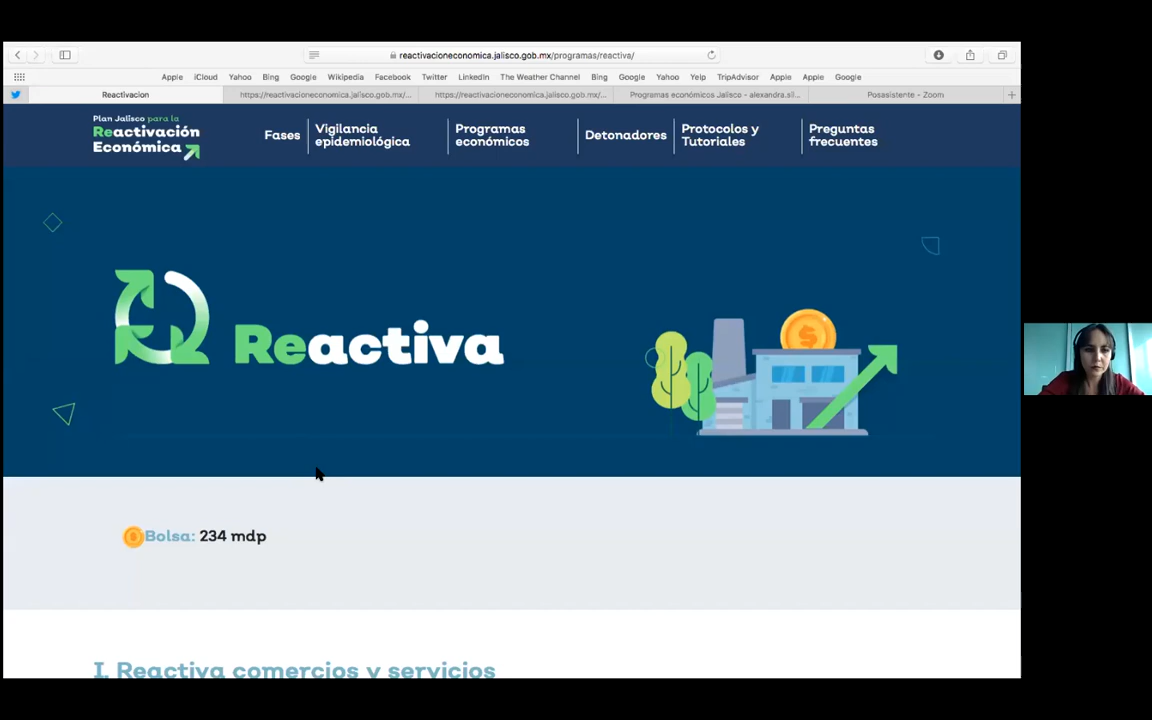 reactivacioneconomica.jalisco.gob.mx/programas/reactiva/
Apple iCloud Yahoo Bing Google Wikipedia Facebook Twitter LinkedIn The Weather Channel Bing Google Yahoo Yelp TripAdvisor Apple Apple Google
Reactivacion https://reactivacioneconomica.jalisco.gob.mx/... https://reactivacioneconomica.jalisco.gob.mx/... Programas económicos Jalisco - alexandra.sil... Posasistente - Zoom
Plan Jalisco para la
Reactivación
Económica
Fases
Vigilancia
epidemiológica
Programas
económicos
Detonadores
Protocolos y
Tutoriales
Preguntas
frecuentes
Reactiva
$
Bolsa: 234 mdp
I. Reactiva comercios y servicios